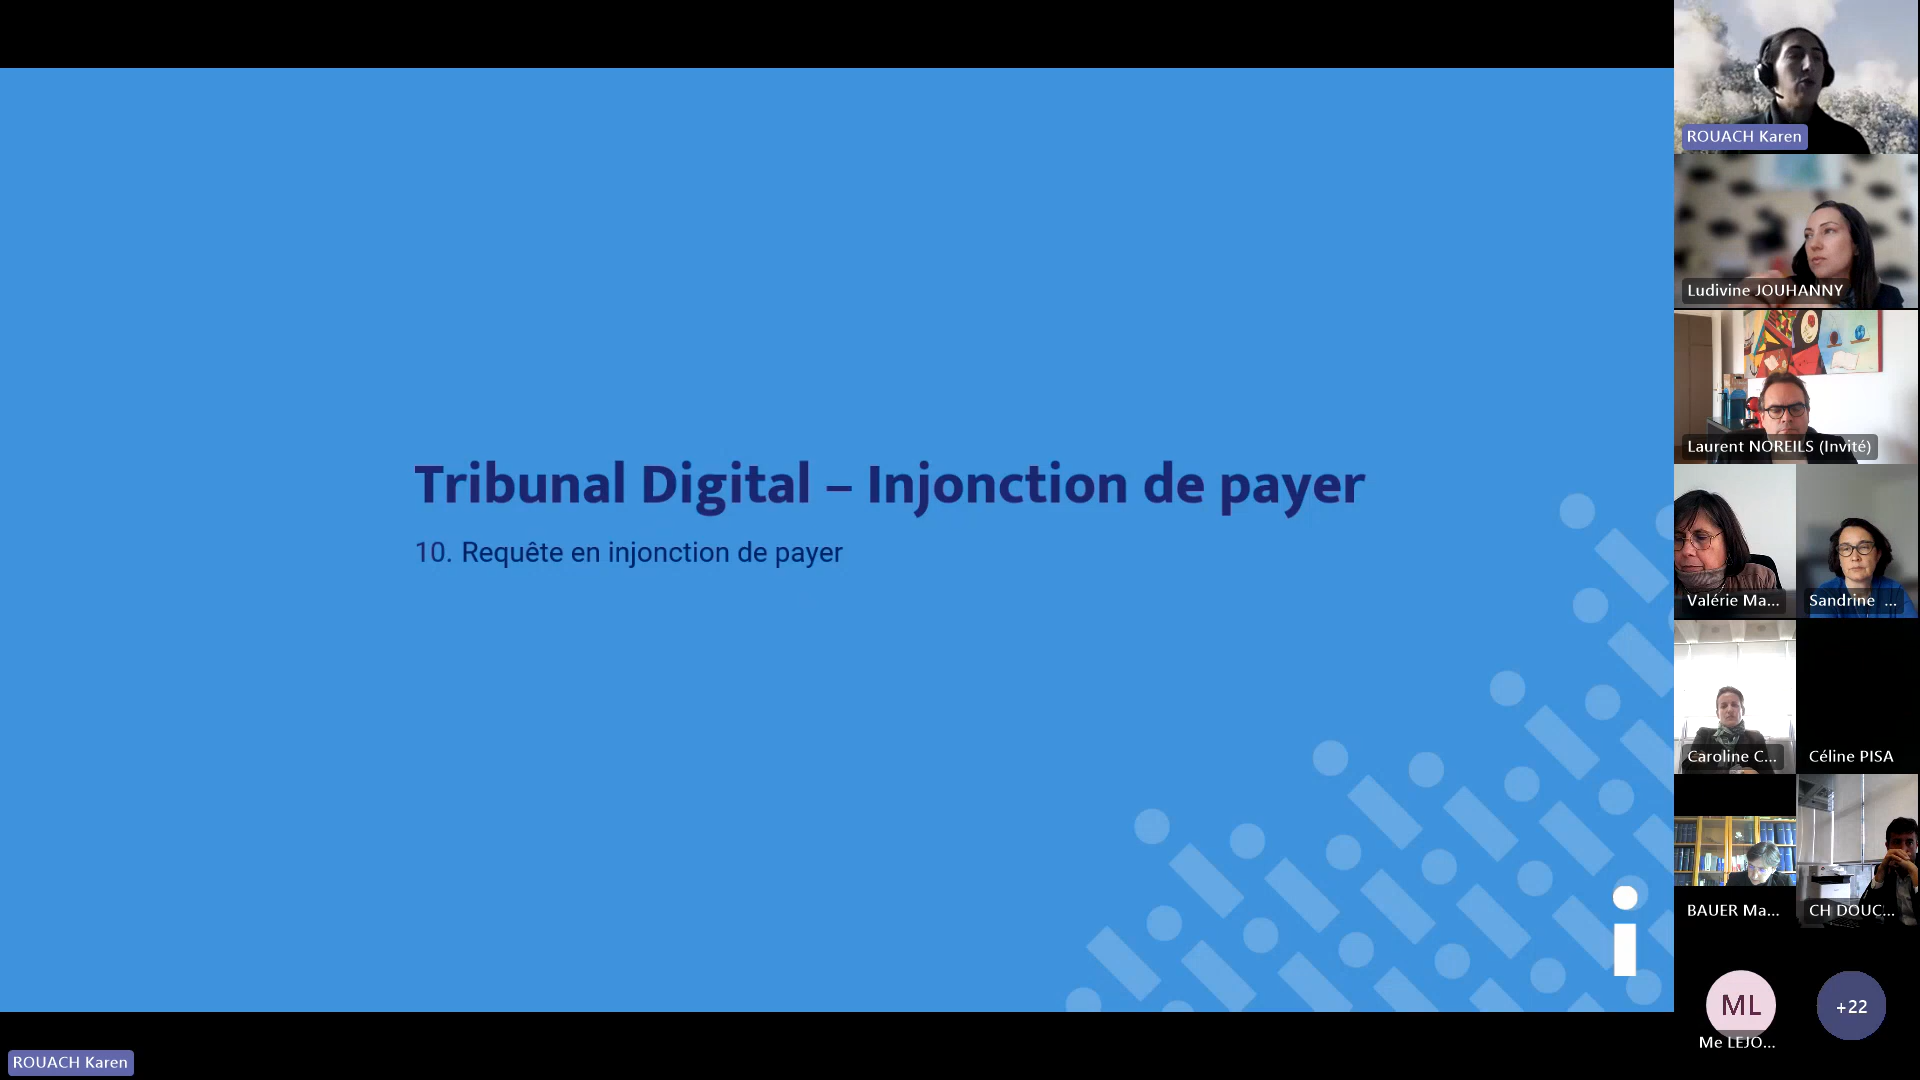 Tribunal Digital – Injonction de payer
10. Requête en injonction de payer
ROUACH Karen
ROUACH Karen
Ludivine JOUHANNY
Laurent NOREILS (Invité)
Valérie Ma...
Sandrine ...
Caroline C...
Céline PISA
BAUER Ma...
CH DOUC...
ML
Me LEJO...
+22